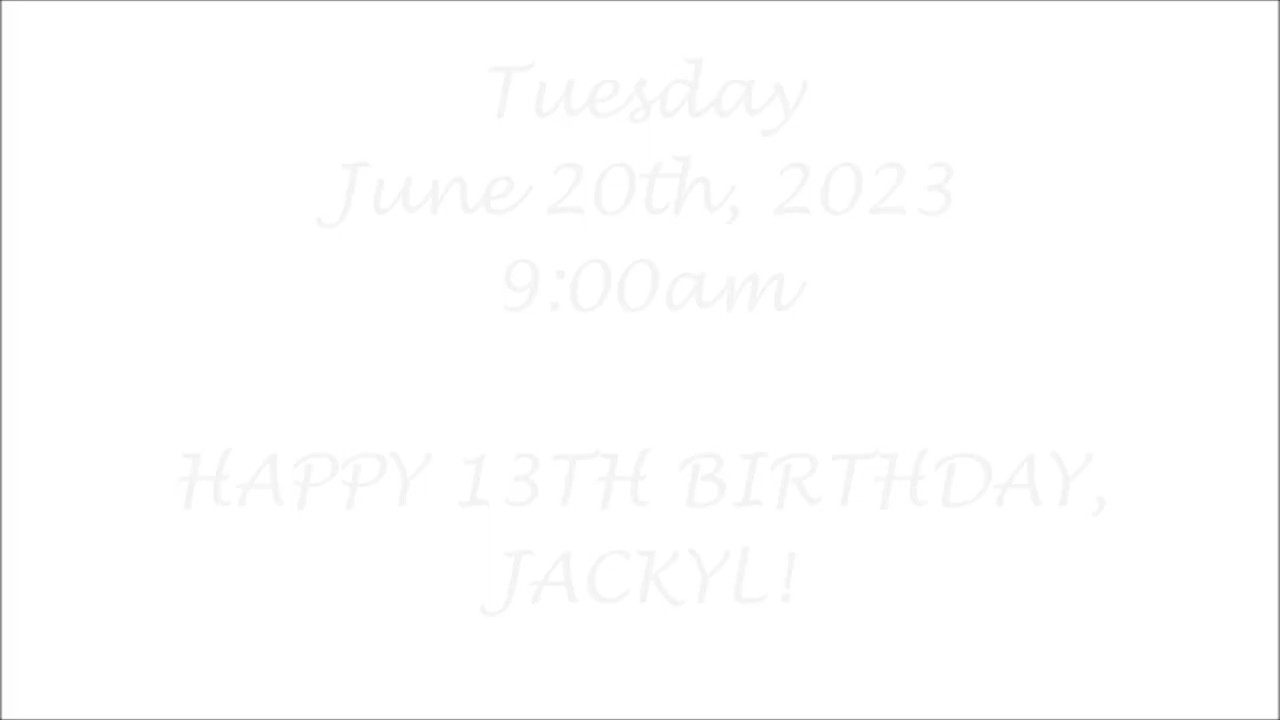 Tuesday
June 20th, 2023
9:00am
HAPPY 13TH BIRTHDAY,
JACKYL!